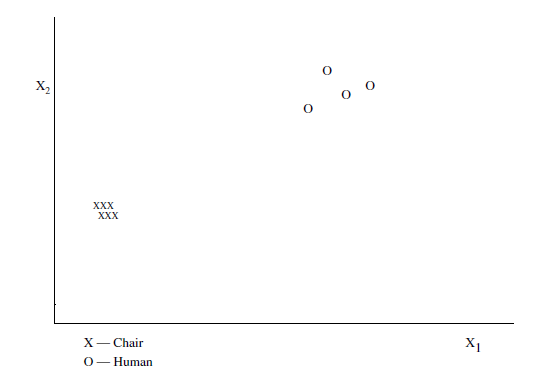 O
X2 O
O
O
XXX
XXX
X — Chair X1
O — Human